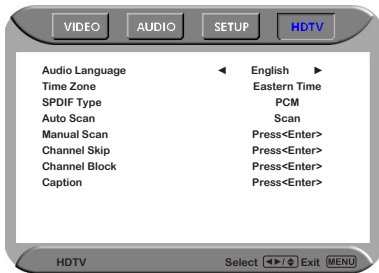 VIDEO AUDIO SETUP HDTV
Audio Language ◄ English ►
Time Zone Eastern Time
SPDIF Type PCM
Auto Scan Scan
Manual Scan Press<Enter>
Channel Skip Press<Enter>
Channel Block Press<Enter>
Caption Press<Enter>
HDTV Select ◄►/◆ Exit MENU